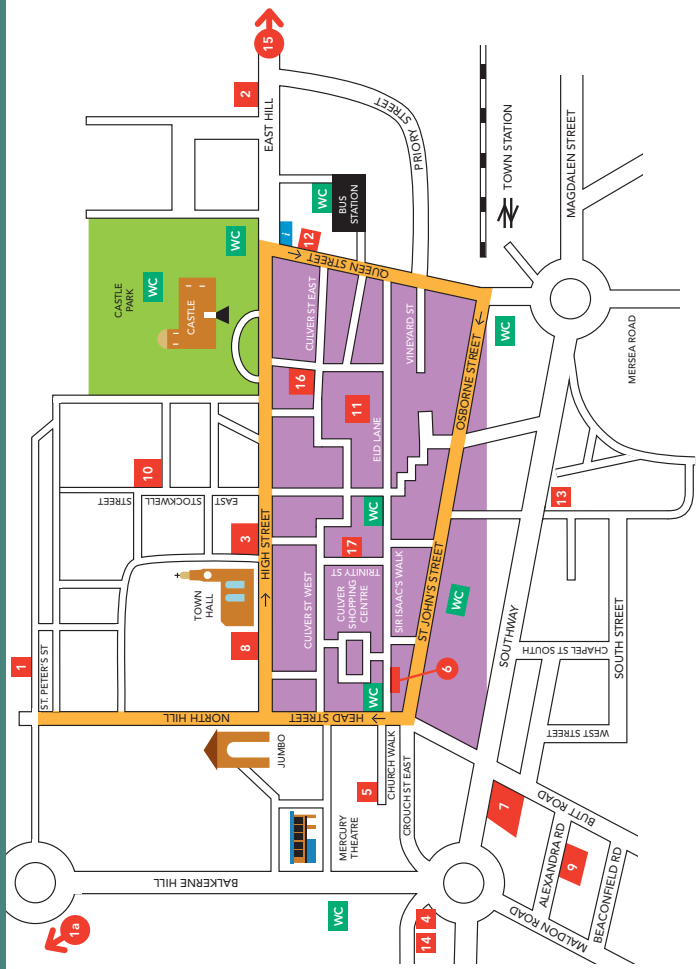 15
2
EAST HILL
PRIORY STREET
TOWN STATION
MAGDALEN STREET
WC
BUS
STATION
i
12
WC
WC
CASTLE
PARK
CASTLE
QUEEN STREET
CULVER ST EAST
VINEYARD ST
WC
MERSEA ROAD
OSBORNE STREET
16
11
ELD LANE
10
EAST
STOCKWELL
STREET
3
HIGH STREET
WC
17
TRINITY ST
13
TOWN
HALL
8
CULVER ST WEST
CULVER
SHOPPING
CENTRE
SIR ISAAC'S WALK
ST JOHN'S STREET
WC
SOUTHWAY
CHAPEL ST SOUTH
SOUTH STREET
WEST STREET
6
1
ST. PETER'S ST
NORTH HILL
HEAD STREET
WC
JUMBO
MERCURY
THEATRE
5
CHURCH WALK
CROUCH ST EAST
7
BUTT ROAD
ALEXANDRA RD
9
BEACONFIELD RD
MALDON ROAD
BALKERNE HILL
WC
4
14
1a